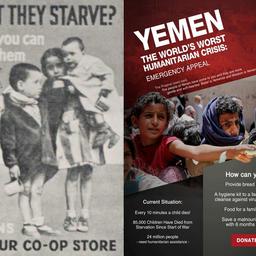 T THEY STARVE?
you can
em
NS
UR CO-OP STORE
YEMEN
THE WORLD'S WORST
HUMANITARIAN CRISIS:
EMERGENCY APPEAL
Current Situation:
Every 10 minutes a child dies!
85,000 Children Have Died from
Starvation Since Start of War
24 million people
- need humanitarian assistance -
How can y
Provide bread
A hygiene kit to a fa
cleanse against viru
Food for a famil
Save a malnouri
with 6 months
DONATE